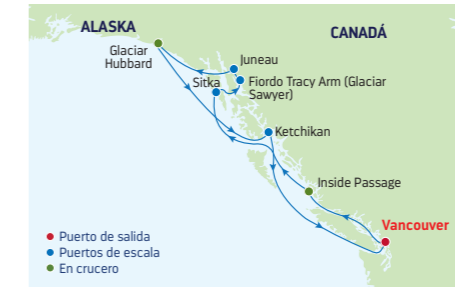 ALASKA
CANADÁ
Glaciar
Hubbard
Juneau
Sitka
Fiordo Tracy Arm (Glaciar
Sawyer)
Ketchikan
Inside Passage
Vancouver
Puerto de salida
Puertos de escala
En crucero